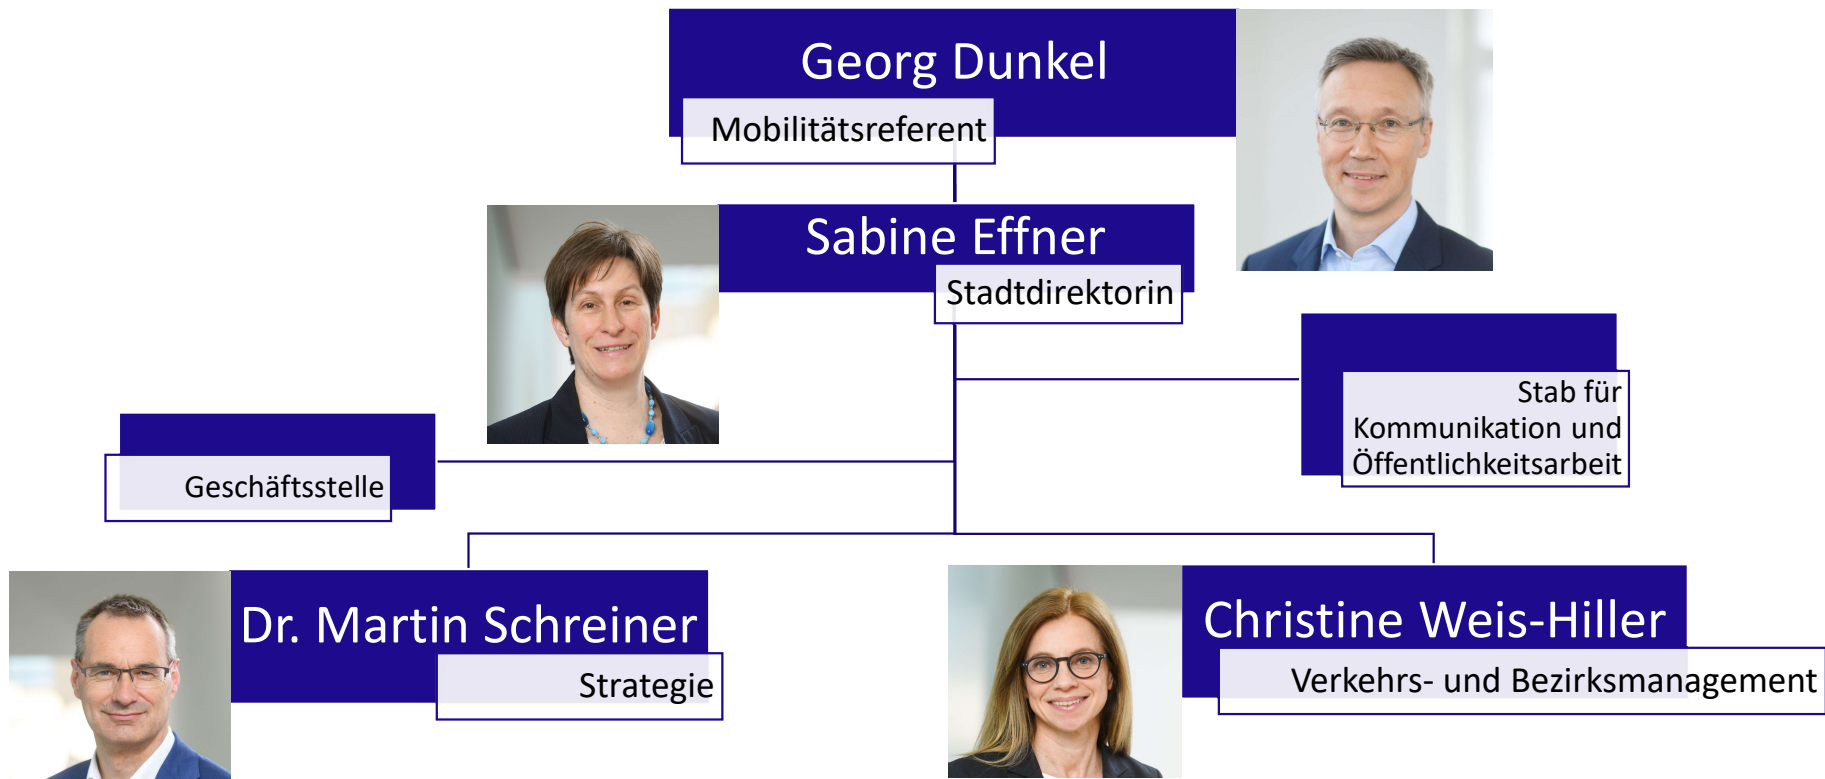 Georg Dunkel
Mobilitätsreferent
Sabine Effner
Stadtdirektorin
Stab für
Kommunikation und
Öffentlichkeitsarbeit
Geschäftsstelle
Dr. Martin Schreiner
Strategie
Christine Weis-Hiller
Verkehrs- und Bezirksmanagement